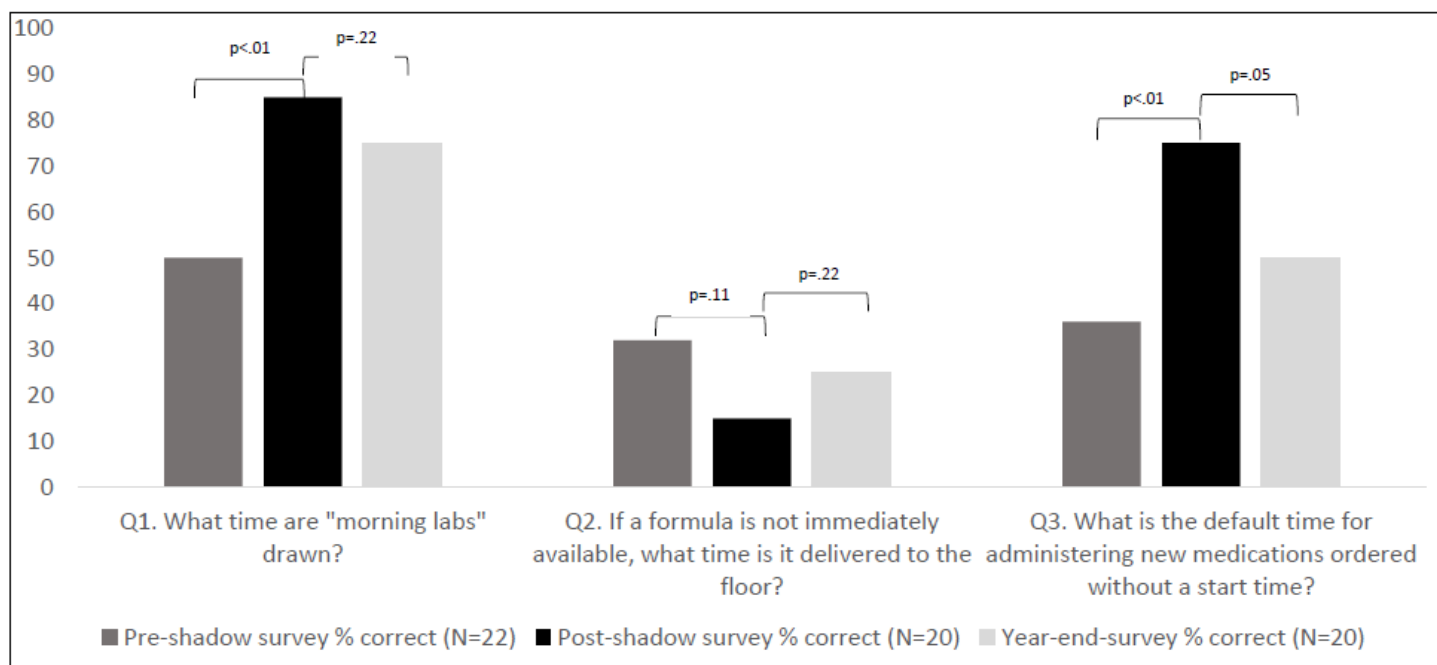 100
90
80
70
60
50
40
30
20
10
0
p<.01
p=.22
p=.11
p=.22
p<.01
p=.05
Q1. What time are "morning labs"
drawn?
Q2. If a formula is not immediately
available, what time is it delivered to the
floor?
Q3. What is the default time for
administering new medications ordered
without a start time?
Pre-shadow survey % correct (N=22)
Post-shadow survey % correct (N=20)
Year-end-survey % correct (N=20)